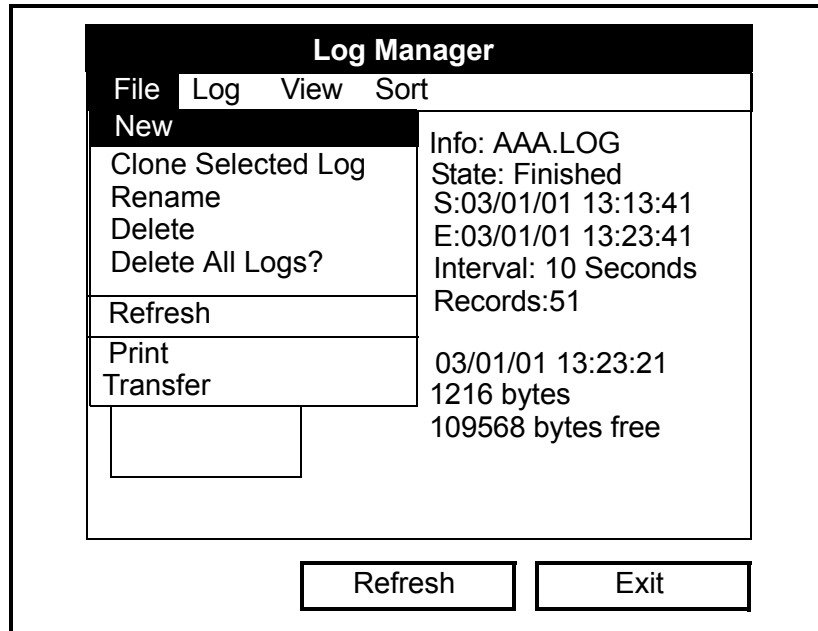 Log Manager
File Log View Sort
New
Clone Selected Log
Rename
Delete
Delete All Logs?
Refresh
Print
Transfer
Info: AAA.LOG
State: Finished
S:03/01/01 13:13:41
E:03/01/01 13:23:41
Interval: 10 Seconds
Records:51
03/01/01 13:23:21
1216 bytes
109568 bytes free
Refresh
Exit